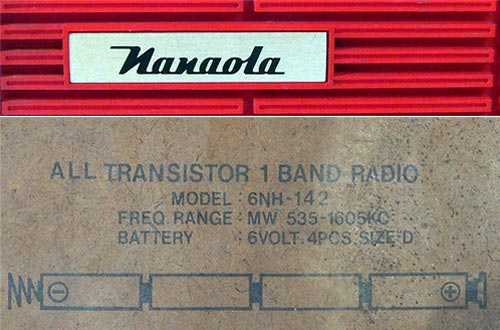 Nanaola
ALL TRANSISTOR 1 BAND RADIO
MODEL : 6NH-142
FREQ. RANGE : MW 535-1605KC
BATTERY : 6VOLT. 4PCS. SIZE-D
⊖ ⊕